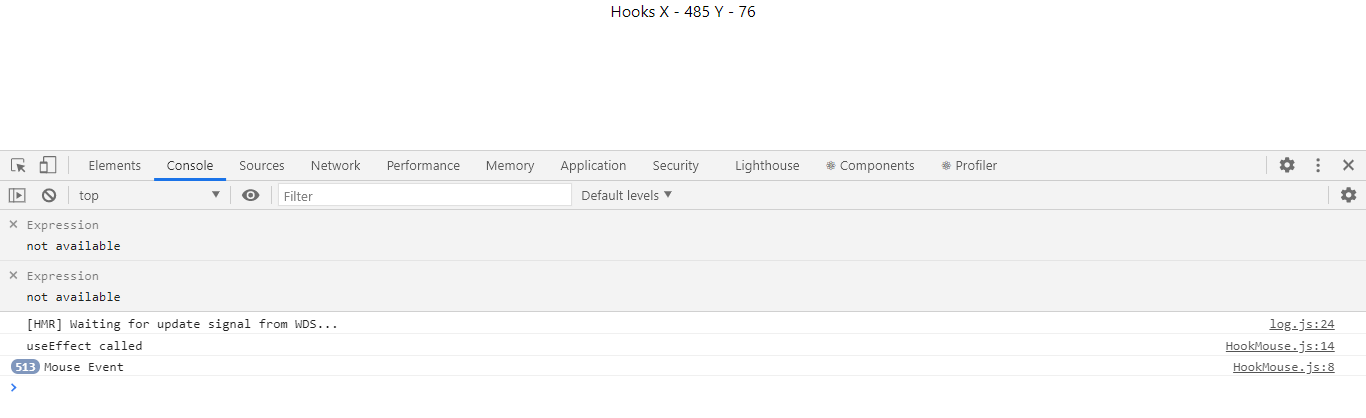 Hooks X - 485 Y - 76
Elements Console Sources Network Performance Memory Application Security Lighthouse Components Profiler
top Filter Default levels
Expression
not available
Expression
not available
[HMR] Waiting for update signal from WDS... log.js:24
useEffect called HookMouse.js:14
513 Mouse Event HookMouse.js:8